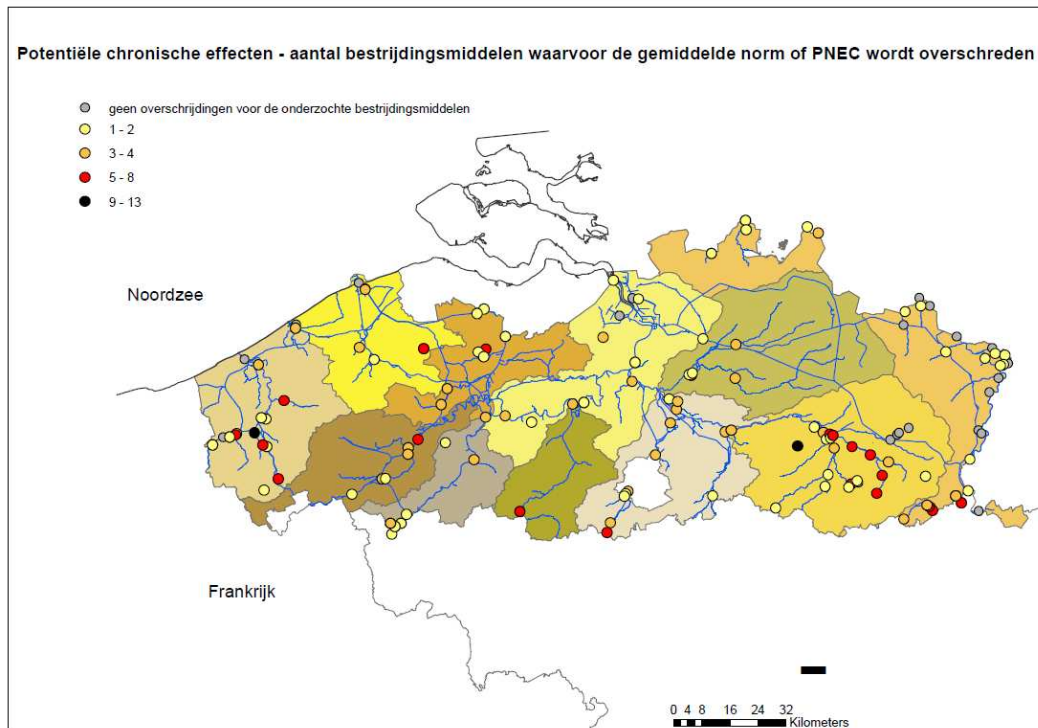 Potentiële chronische effecten - aantal bestrijdingsmiddelen waarvoor de gemiddelde norm of PNEC wordt overschreden
geen overschrijdingen voor de onderzochte bestrijdingsmiddelen
1 - 2
3 - 4
5 - 8
9 - 13
Noordzee
Frankrijk
0 4 8 16 24 32
Kilometers